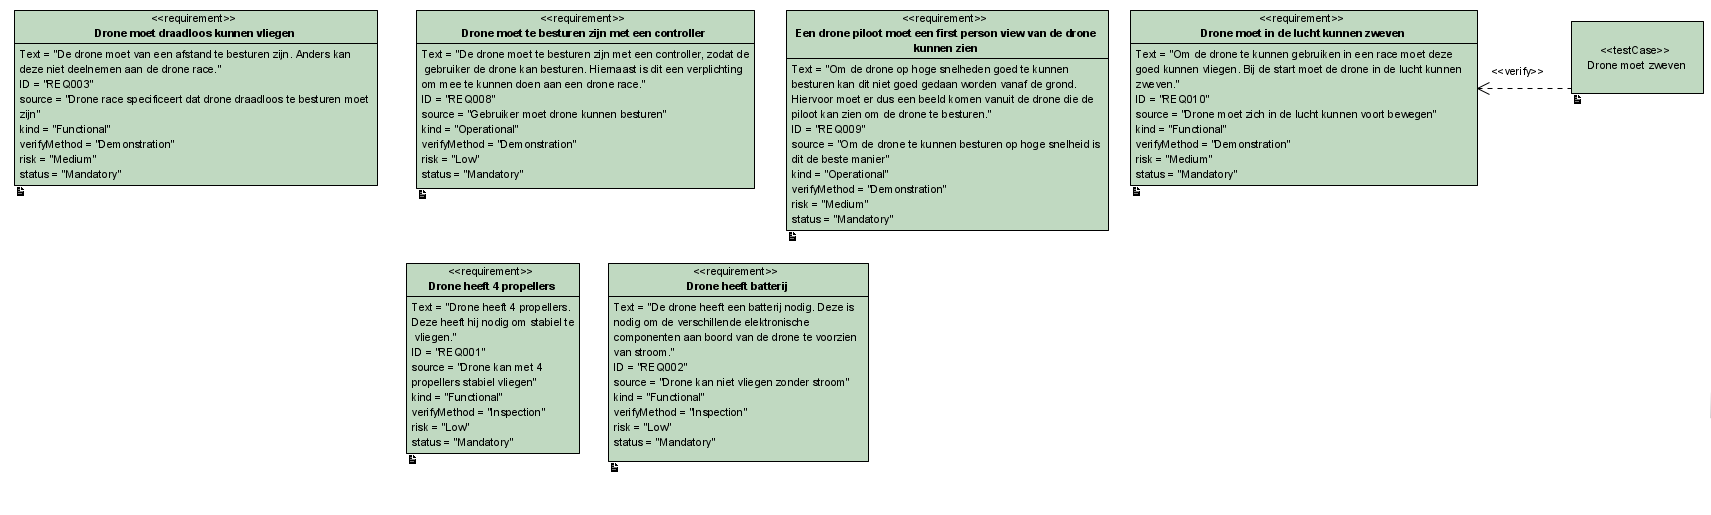 <<requirement>>
Drone moet draadloos kunnen vliegen
Text = "De drone moet van een afstand te besturen zijn. Anders kan
deze niet deelnemen aan de drone race."
ID = "REQ003"
source = "Drone race specificeert dat drone draadloos te besturen moet
zijn"
kind = "Functional"
verifyMethod = "Demonstration"
risk = "Medium"
status = "Mandatory"
<<requirement>>
Drone moet te besturen zijn met een controller
Text = "De drone moet te besturen zijn met een controller, zodat de
gebruiker de drone kan besturen. Hiernaast is dit een verplichting
om mee te kunnen doen aan een drone race."
ID = "REQ008"
source = "Gebruiker moet drone kunnen besturen"
kind = "Operational"
verifyMethod = "Demonstration"
risk = "Low"
status = "Mandatory"
<<requirement>>
Een drone piloot moet een first person view van de drone
kunnen zien
Text = "Om de drone op hoge snelheden goed te kunnen
besturen kan dit niet goed gedaan worden vanaf de grond.
Hiervoor moet er dus een beeld komen vanuit de drone die de
piloot kan zien om de drone te besturen."
ID = "REQ009"
source = "Om de drone te kunnen besturen op hoge snelheid is
dit de beste manier"
kind = "Operational"
verifyMethod = "Demonstration"
risk = "Medium"
status = "Mandatory"
<<requirement>>
Drone moet in de lucht kunnen zweven
Text = "Om de drone te kunnen gebruiken in een race moet deze
goed kunnen vliegen. Bij de start moet de drone in de lucht kunnen
zweven."
ID = "REQ010"
source = "Drone moet zich in de lucht kunnen voort bewegen"
kind = "Functional"
verifyMethod = "Demonstration"
risk = "Medium"
status = "Mandatory"
<<verify>>
<<testCase>>
Drone moet zweven
<<requirement>>
Drone heeft 4 propellers
Text = "Drone heeft 4 propellers.
Deze heeft hij nodig om stabiel te
vliegen."
ID = "REQ001"
source = "Drone kan met 4
propellers stabiel vliegen"
kind = "Functional"
verifyMethod = "Inspection"
risk = "Low"
status = "Mandatory"
<<requirement>>
Drone heeft batterij
Text = "De drone heeft een batterij nodig. Deze is
nodig om de verschillende elektronische
componenten aan boord van de drone te voorzien
van stroom."
ID = "REQ002"
source = "Drone kan niet vliegen zonder stroom"
kind = "Functional"
verifyMethod = "Inspection"
risk = "Low"
status = "Mandatory"